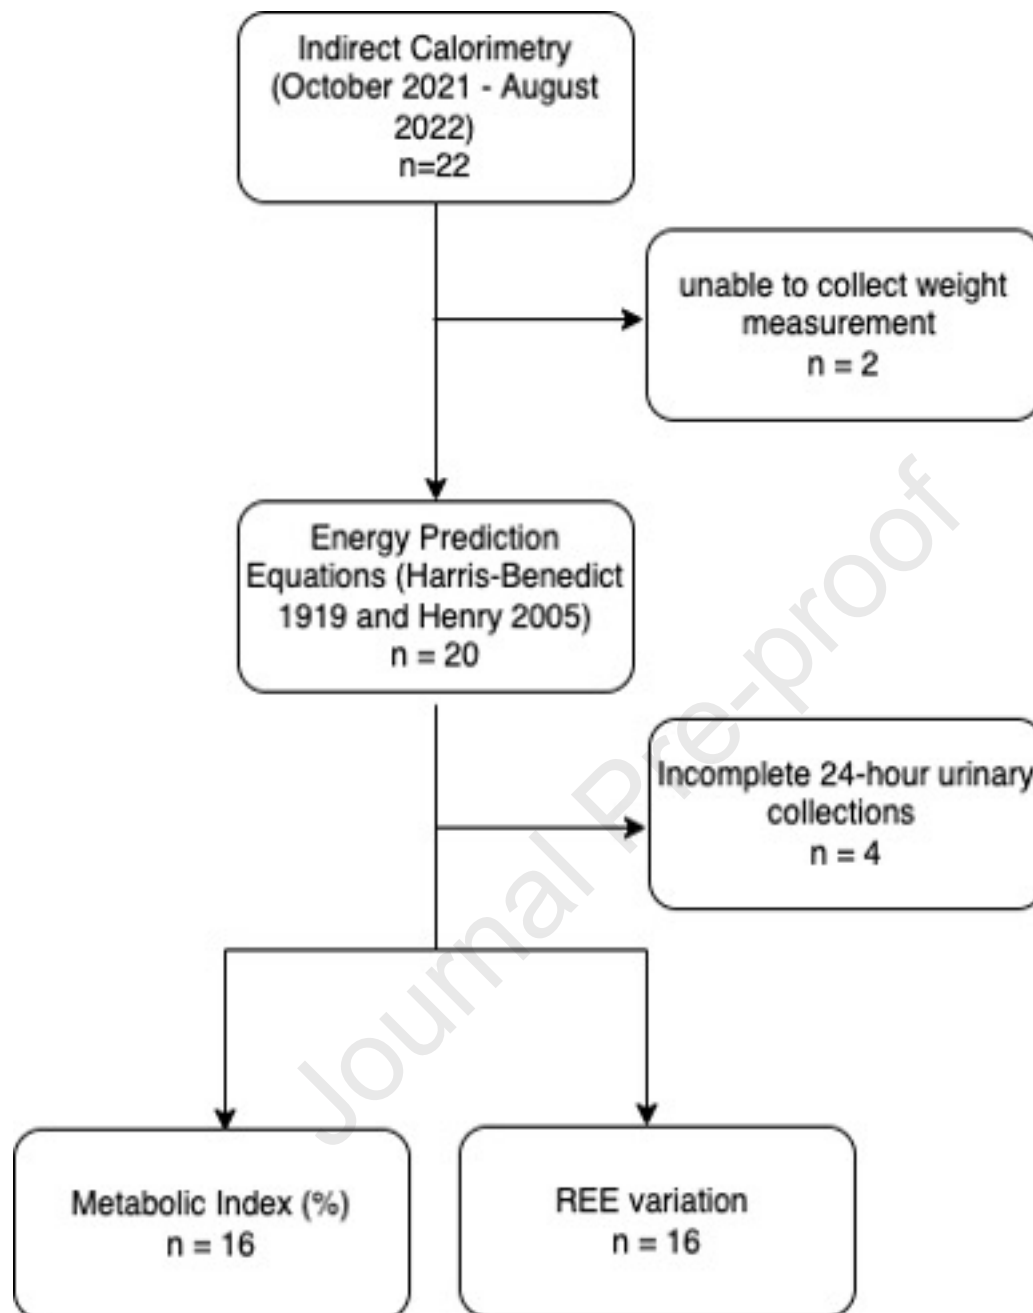 Indirect Calorimetry
(October 2021 - August
2022)
n=22
unable to collect weight
measurement
n = 2
Energy Prediction
Equations (Harris-Benedict
1919 and Henry 2005)
n = 20
Incomplete 24-hour urinary
collections
n = 4
Metabolic Index (%)
n = 16
REE variation
n = 16
Journal Pre-proof